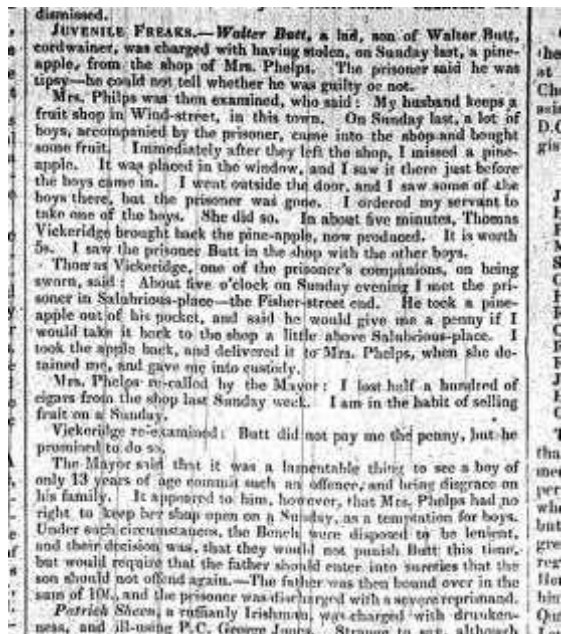 dismissed.
JUVENILE FREAKS.—Walter Butt, a lad, son of Walter Butt,
cordwainer, was charged with having stolen, on Sunday last, a pine-
apple, from the shop of Mrs. Phelps. The prisoner said he was
tipsy—he could not tell whether he was guilty or not.
Mrs. Philps was then examined, who said: My husband keeps a
fruit shop in Wind-street, in this town. On Sunday last, a lot of
boys, accompanied by the prisoner, came into the shop and bought
some fruit. Immediately after they left the shop, I missed a pine-
apple. It was placed in the window, and I saw it there just before
the boys came in. I went outside the door, and I saw some of the
boys there, but the prisoner was gone. I ordered my servant to
take one of the boys. She did so. In about five minutes, Thomas
Vickeridge brought back the pine-apple, now produced. It is worth
5s. I saw the prisoner Butt in the shop with the other boys.
Thomas Vickeridge, one of the prisoner's companions, on being
sworn, said: About five o'clock on Sunday evening I met the pri-
soner in Salubrious-place—the Fisher-street end. He took a pine-
apple out of his pocket, and said he would give me a penny if I
would take it back to the shop a little above Salubrious-place. I
took the apple back, and delivered it to Mrs. Phelps, when she de-
tained me, and gave me into custody.
Mrs. Phelps re-called by the Mayor: I lost half a hundred of
cigars from the shop last Sunday week. I am in the habit of selling
fruit on a Sunday.
Vickeridge re-examined: Butt did not pay me the penny, but he
promised to do so.
The Mayor said that it was a lamentable thing to see a boy of
only 13 years of age commit such an offence, and bring disgrace on
his family. It appeared to him, however, that Mrs. Phelps had no
right to keep her shop open on a Sunday, as a temptation for boys.
Under such circumstances, the Bench were disposed to be lenient,
and their decision was, that they would not punish Butt this time,
but would require that the father should enter into sureties that the
son should not offend again.—The father was then bound over in the
sum of 10l., and the prisoner was discharged with a severe reprimand.
Patrick Sheen, a ruffianly Irishman, was charged with drunken-
ness, and ill-using P.C. George Jones.